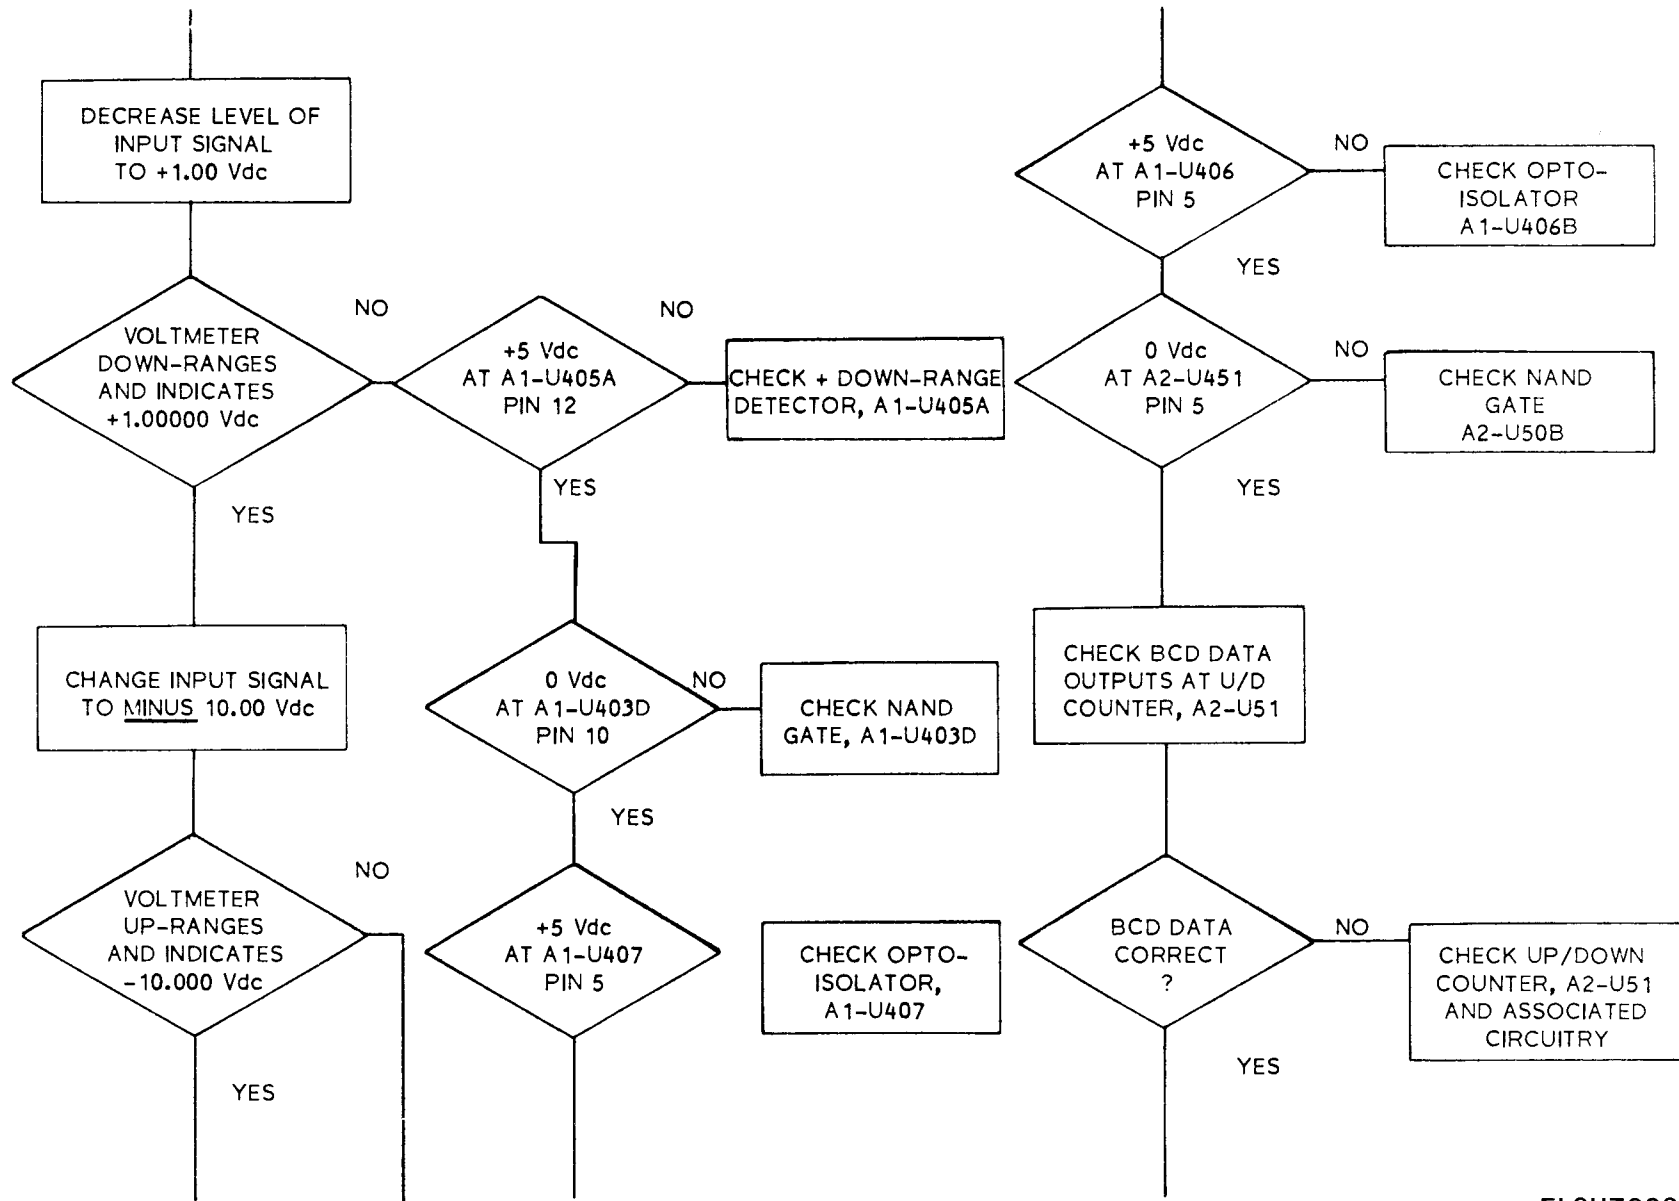 DECREASE LEVEL OF
INPUT SIGNAL
TO +1.00 Vdc
VOLTMETER
DOWN-RANGES
AND INDICATES
+1.00000 Vdc
NO
YES
CHANGE INPUT SIGNAL
TO MINUS 10.00 Vdc
VOLTMETER
UP-RANGES
AND INDICATES
-10.000 Vdc
NO
YES
+5 Vdc
AT A1-U405A
PIN 12
NO
YES
CHECK + DOWN-RANGE
DETECTOR, A1-U405A
0 Vdc
AT A1-U403D
PIN 10
NO
YES
CHECK NAND
GATE, A1-U403D
+5 Vdc
AT A1-U407
PIN 5
CHECK OPTO-
ISOLATOR,
A1-U407
+5 Vdc
AT A1-U406
PIN 5
NO
YES
CHECK OPTO-
ISOLATOR
A1-U406B
0 Vdc
AT A2-U451
PIN 5
NO
YES
CHECK NAND
GATE
A2-U50B
CHECK BCD DATA
OUTPUTS AT U/D
COUNTER, A2-U51
BCD DATA
CORRECT
?
NO
YES
CHECK UP/DOWN
COUNTER, A2-U51
AND ASSOCIATED
CIRCUITRY